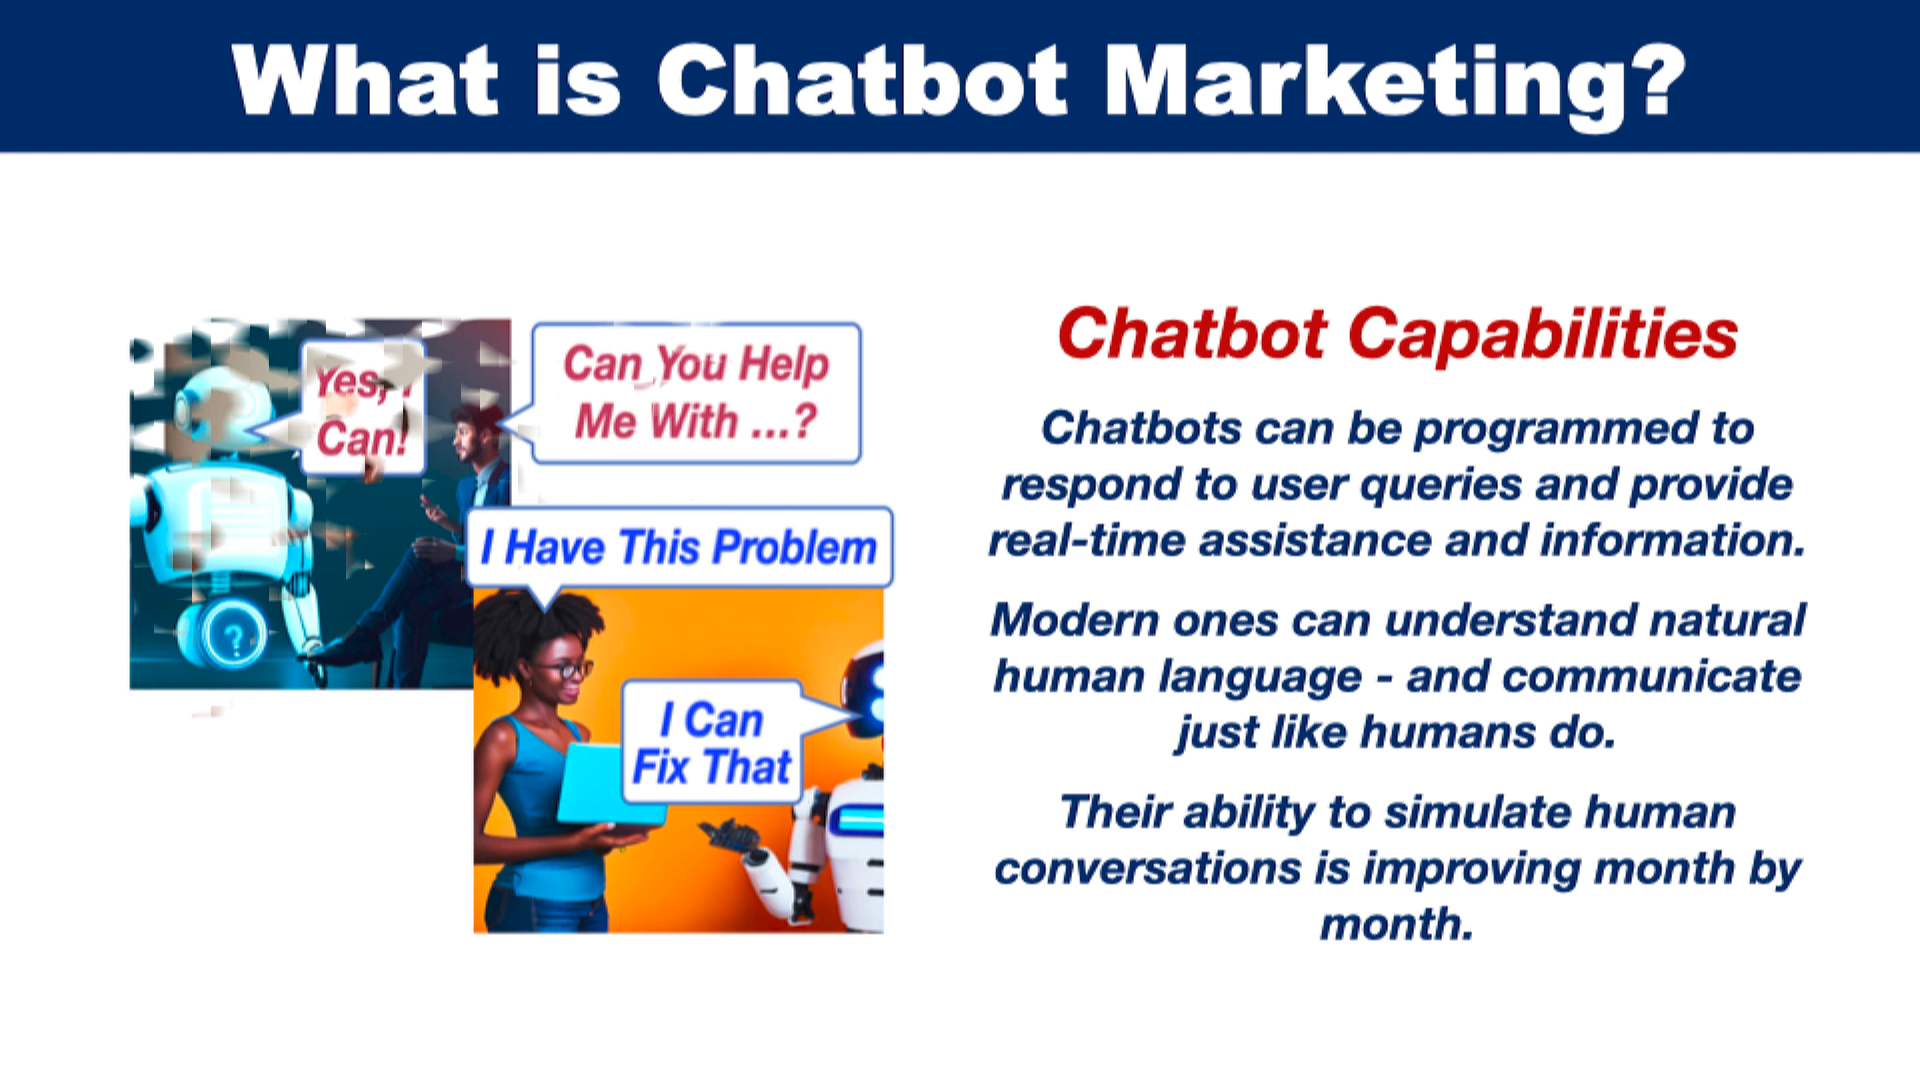 What is Chatbot Marketing?
Yes, I
Can!
Can You Help
Me With ...?
I Have This Problem
I Can
Fix That
?
Chatbot Capabilities
Chatbots can be programmed to
respond to user queries and provide
real-time assistance and information.
Modern ones can understand natural
human language - and communicate
just like humans do.
Their ability to simulate human
conversations is improving month by
month.